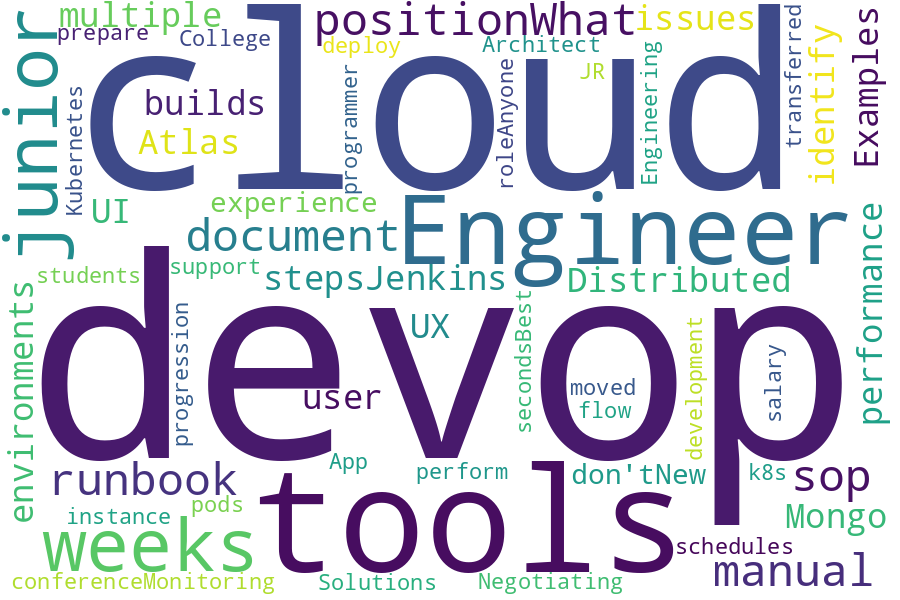 multiple
positionWhat
issues
transferred
prepare
College
deploy
Architect
JR
junior
cloud
builds
Atlas
Kubernetes
programmer
roleAnyone
Engineering
identify
Examples
UI
experience
Engineer
document
performance
students
support
stepsJenkins
Distributed
environments
devop
progression
UX
secondsBest
development
salary
user
moved
flow
runbook
App
perform
don'tNew
k8s
sop
tools
pods
instance
weeks
Mongo
schedules
conferenceMonitoring
Solutions
Negotiating
manual